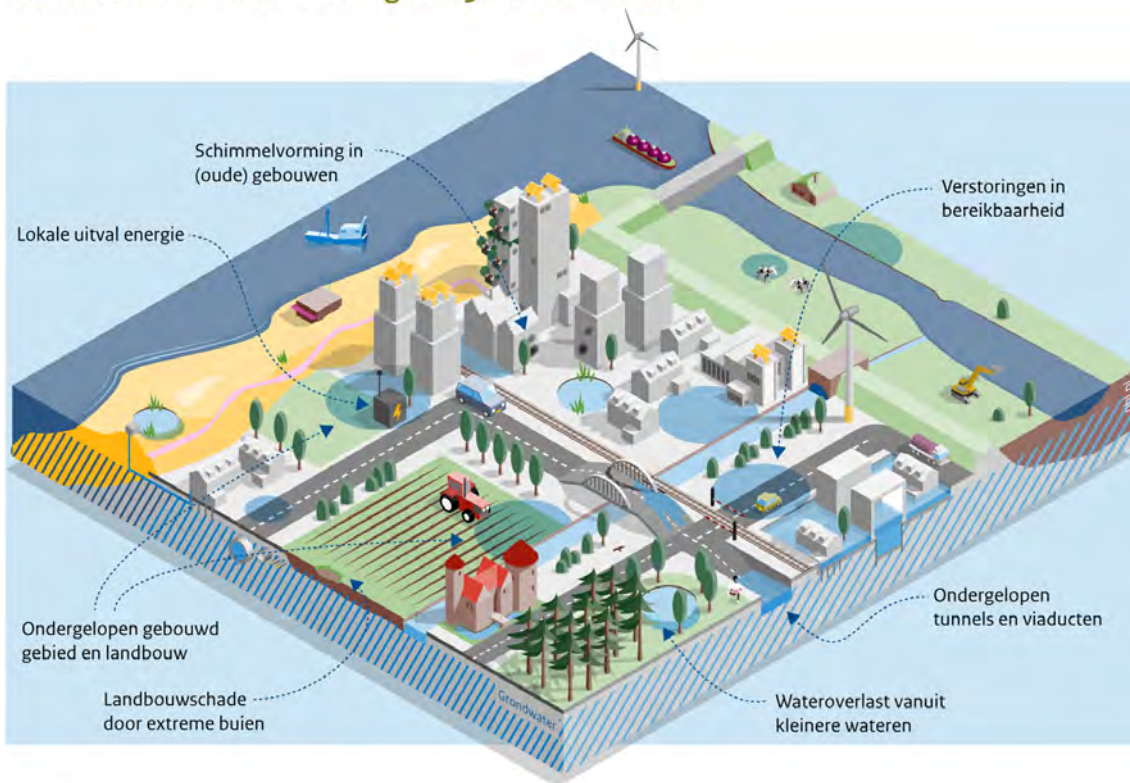 Schimmelvorming in
(oude) gebouwen
Verstoringen in
bereikbaarheid
Lokale uitval energie
Ondergelopen gebouwd
gebied en landbouw
Ondergelopen
tunnels en viaducten
Landbouwschade
door extreme buien
Grondwater
Wateroverlast vanuit
kleinere wateren